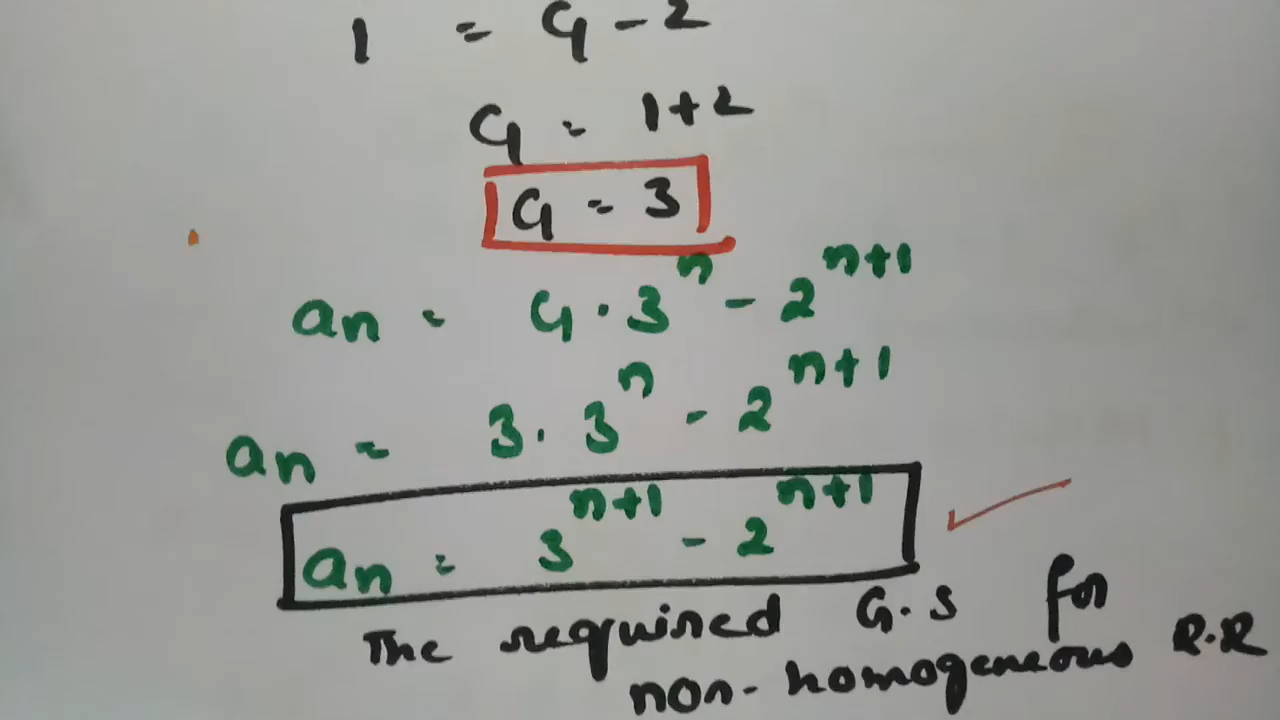 1 = C₁ - 2
C₁ = 1+2
C₁ = 3
an = C₁ · 3^n - 2^{n+1}
an = 3 · 3^n - 2^{n+1}
an = 3^{n+1} - 2^{n+1}
The required G.S for
non-homogeneous R.R